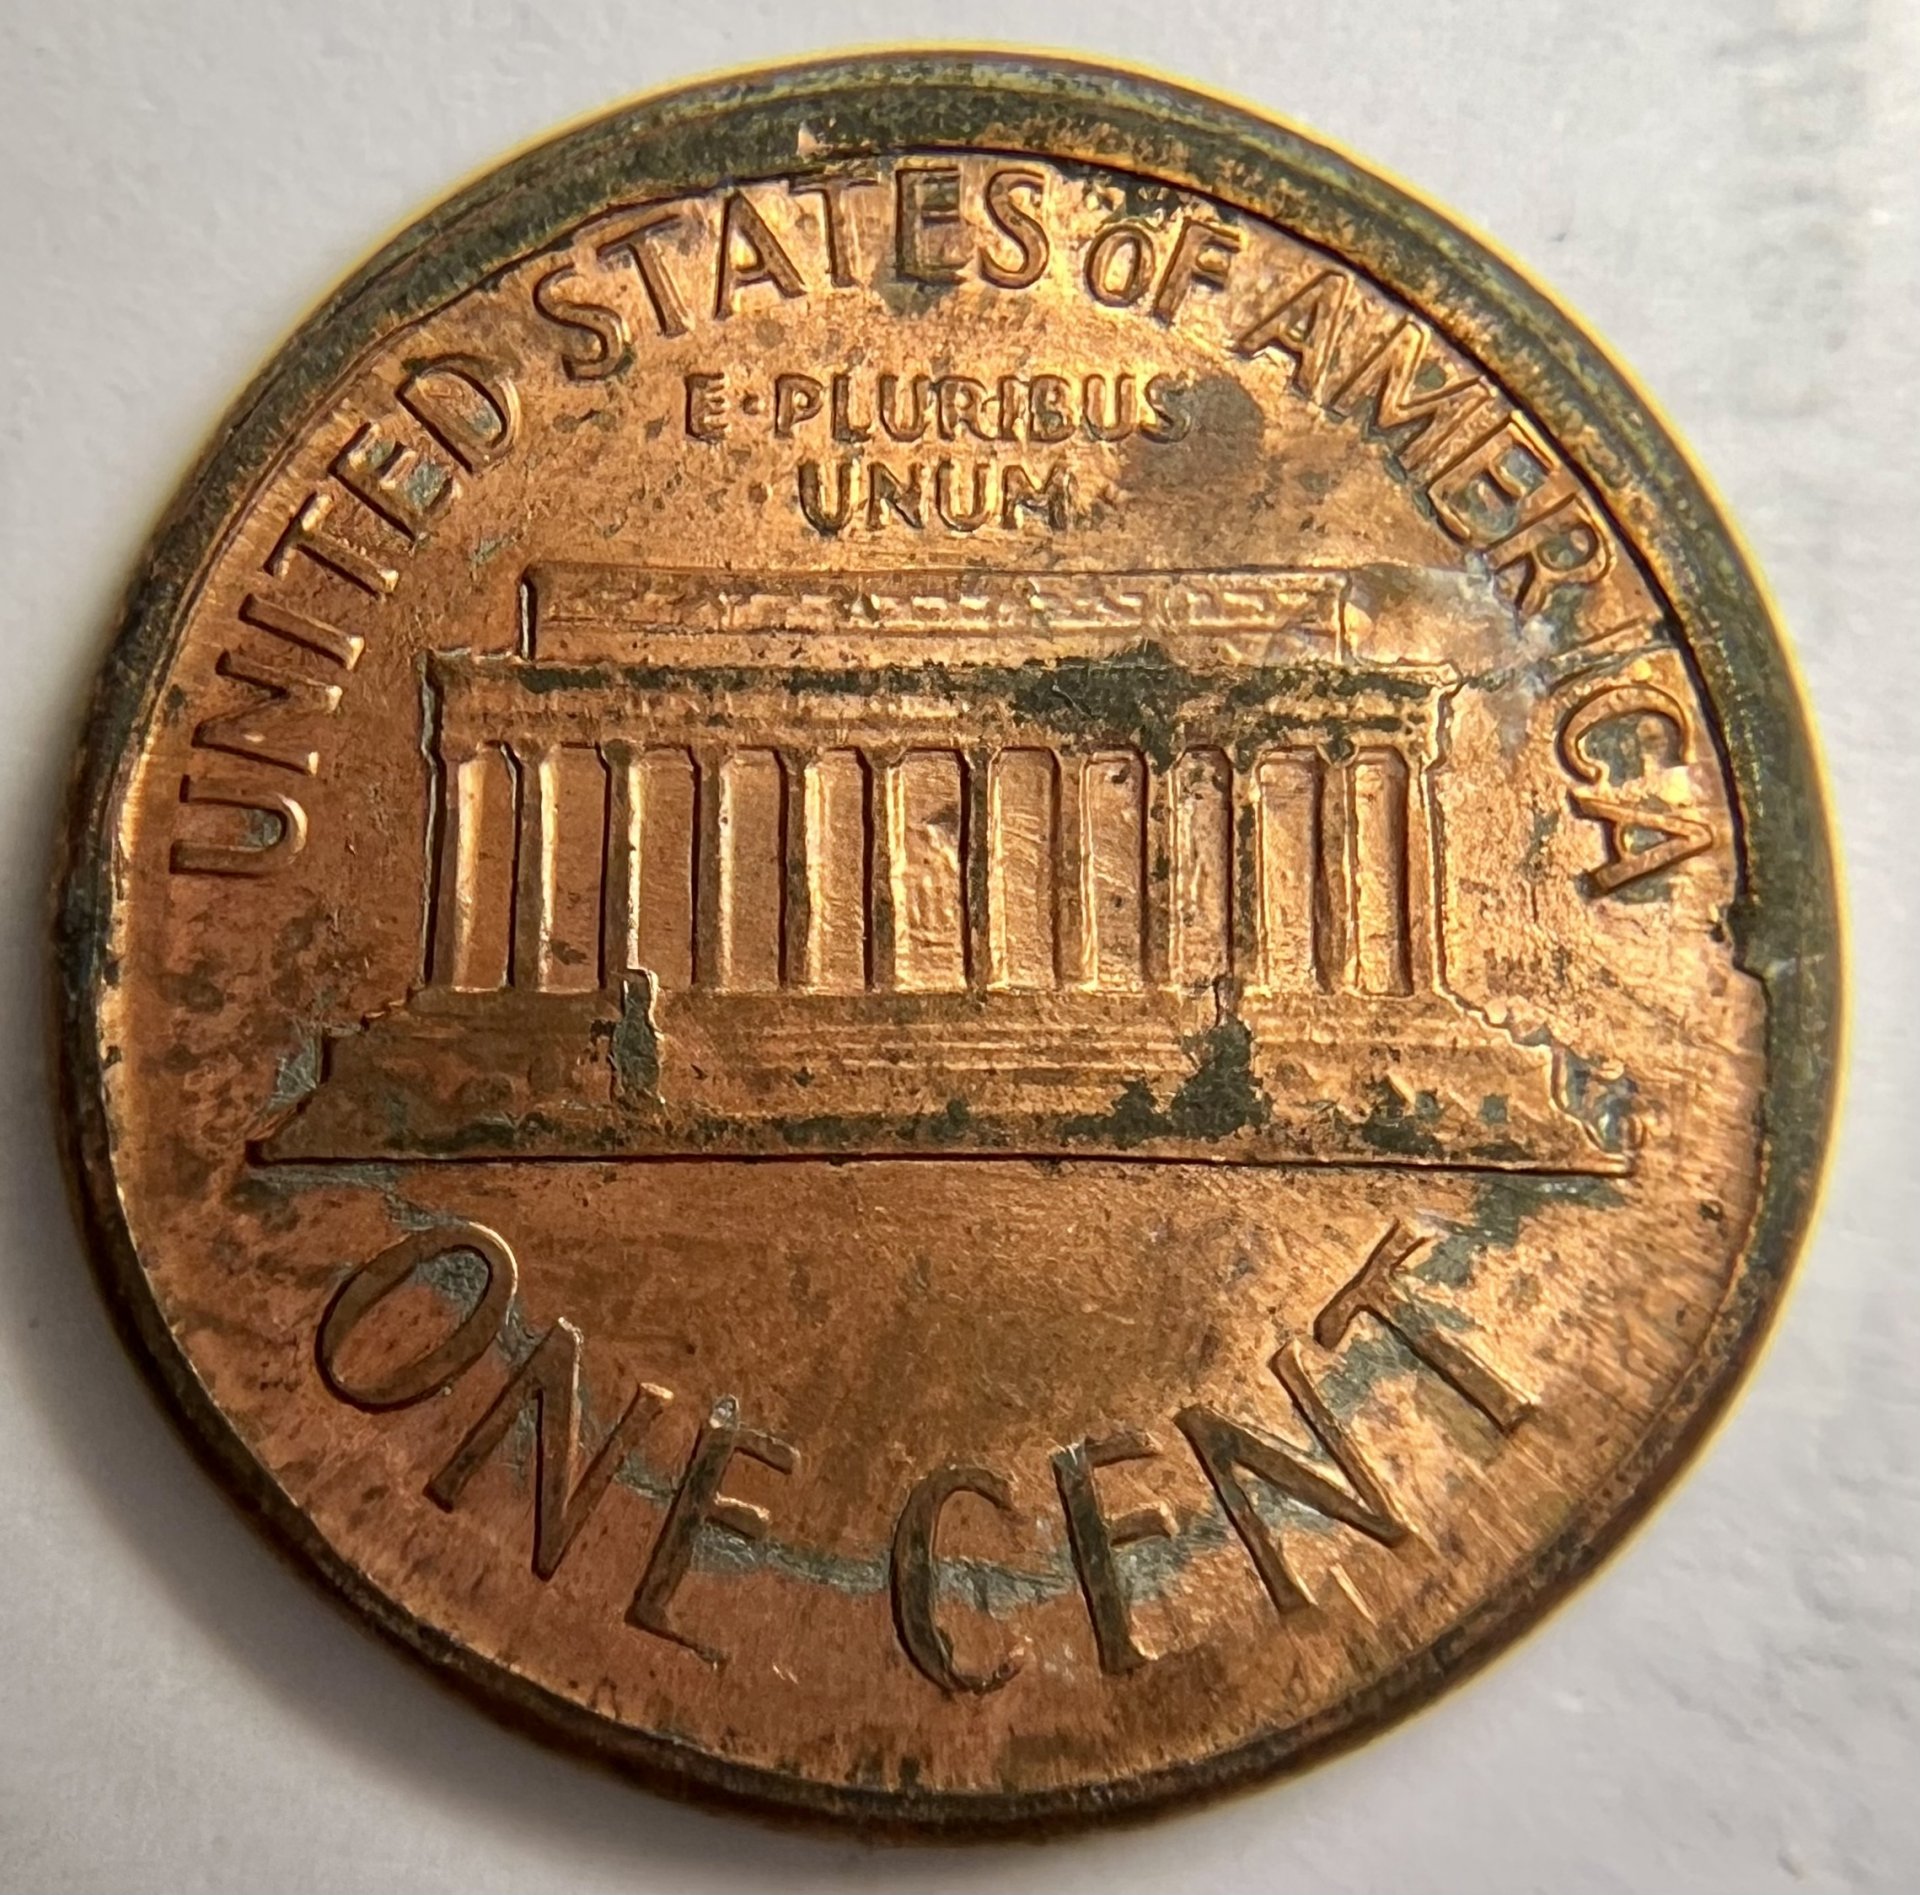 UNITED STATES OF AMERICA
E·PLURIBUS
UNUM
ONE CENT